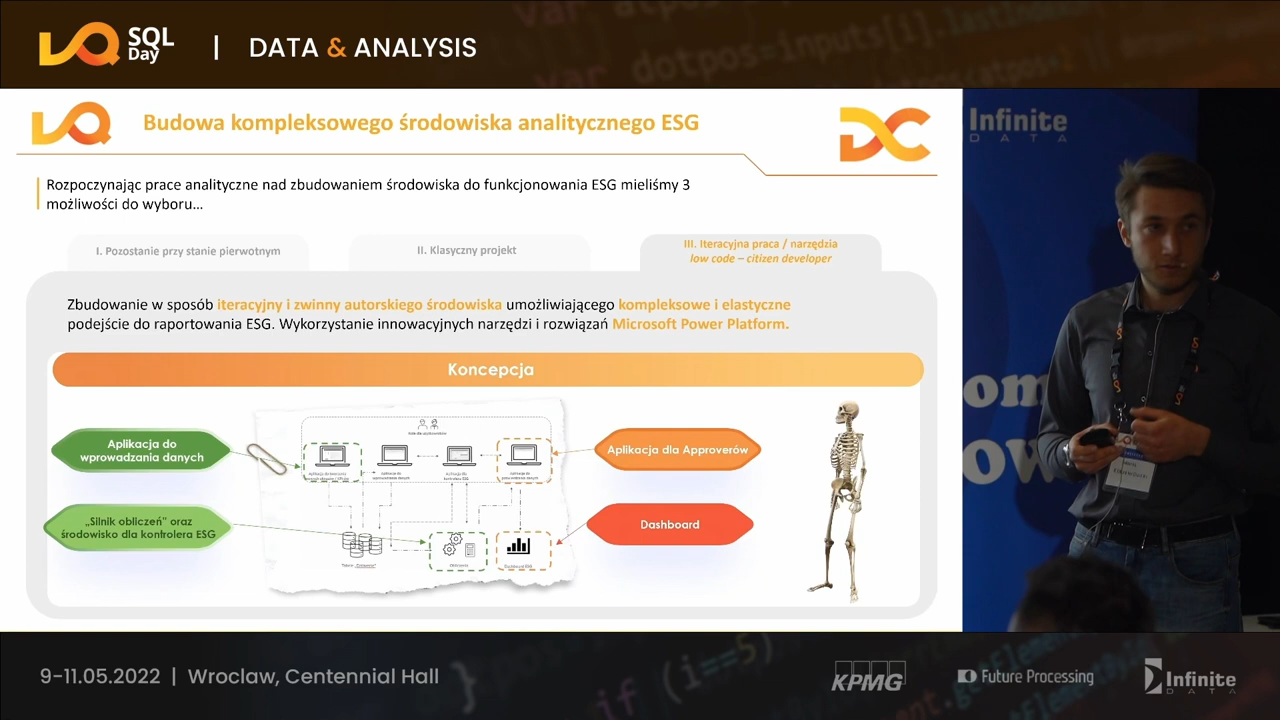 SQL
Day
| DATA & ANALYSIS
Budowa kompleksowego środowiska analitycznego ESG
Rozpoczynając prace analityczne nad zbudowaniem środowiska do funkcjonowania ESG mieliśmy 3
możliwości do wyboru...
I. Pozostanie przy stanie pierwotnym
II. Klasyczny projekt
III. Iteracyjna praca / narzędzia
low code – citizen developer
Zbudowanie w sposób iteracyjny i zwinny autorskiego środowiska umożliwiającego kompleksowe i elastyczne
podejście do raportowania ESG. Wykorzystanie innowacyjnych narzędzi i rozwiązań Microsoft Power Platform.
Koncepcja
Aplikacja do
wprowadzania danych
„Silnik obliczeń” oraz
środowisko dla kontrolera ESG
Aplikacja dla Approverów
Dashboard
Infinite
DATA
om
ow
9-11.05.2022 | Wroclaw, Centennial Hall
KPMG
Future Processing
Infinite
DATA